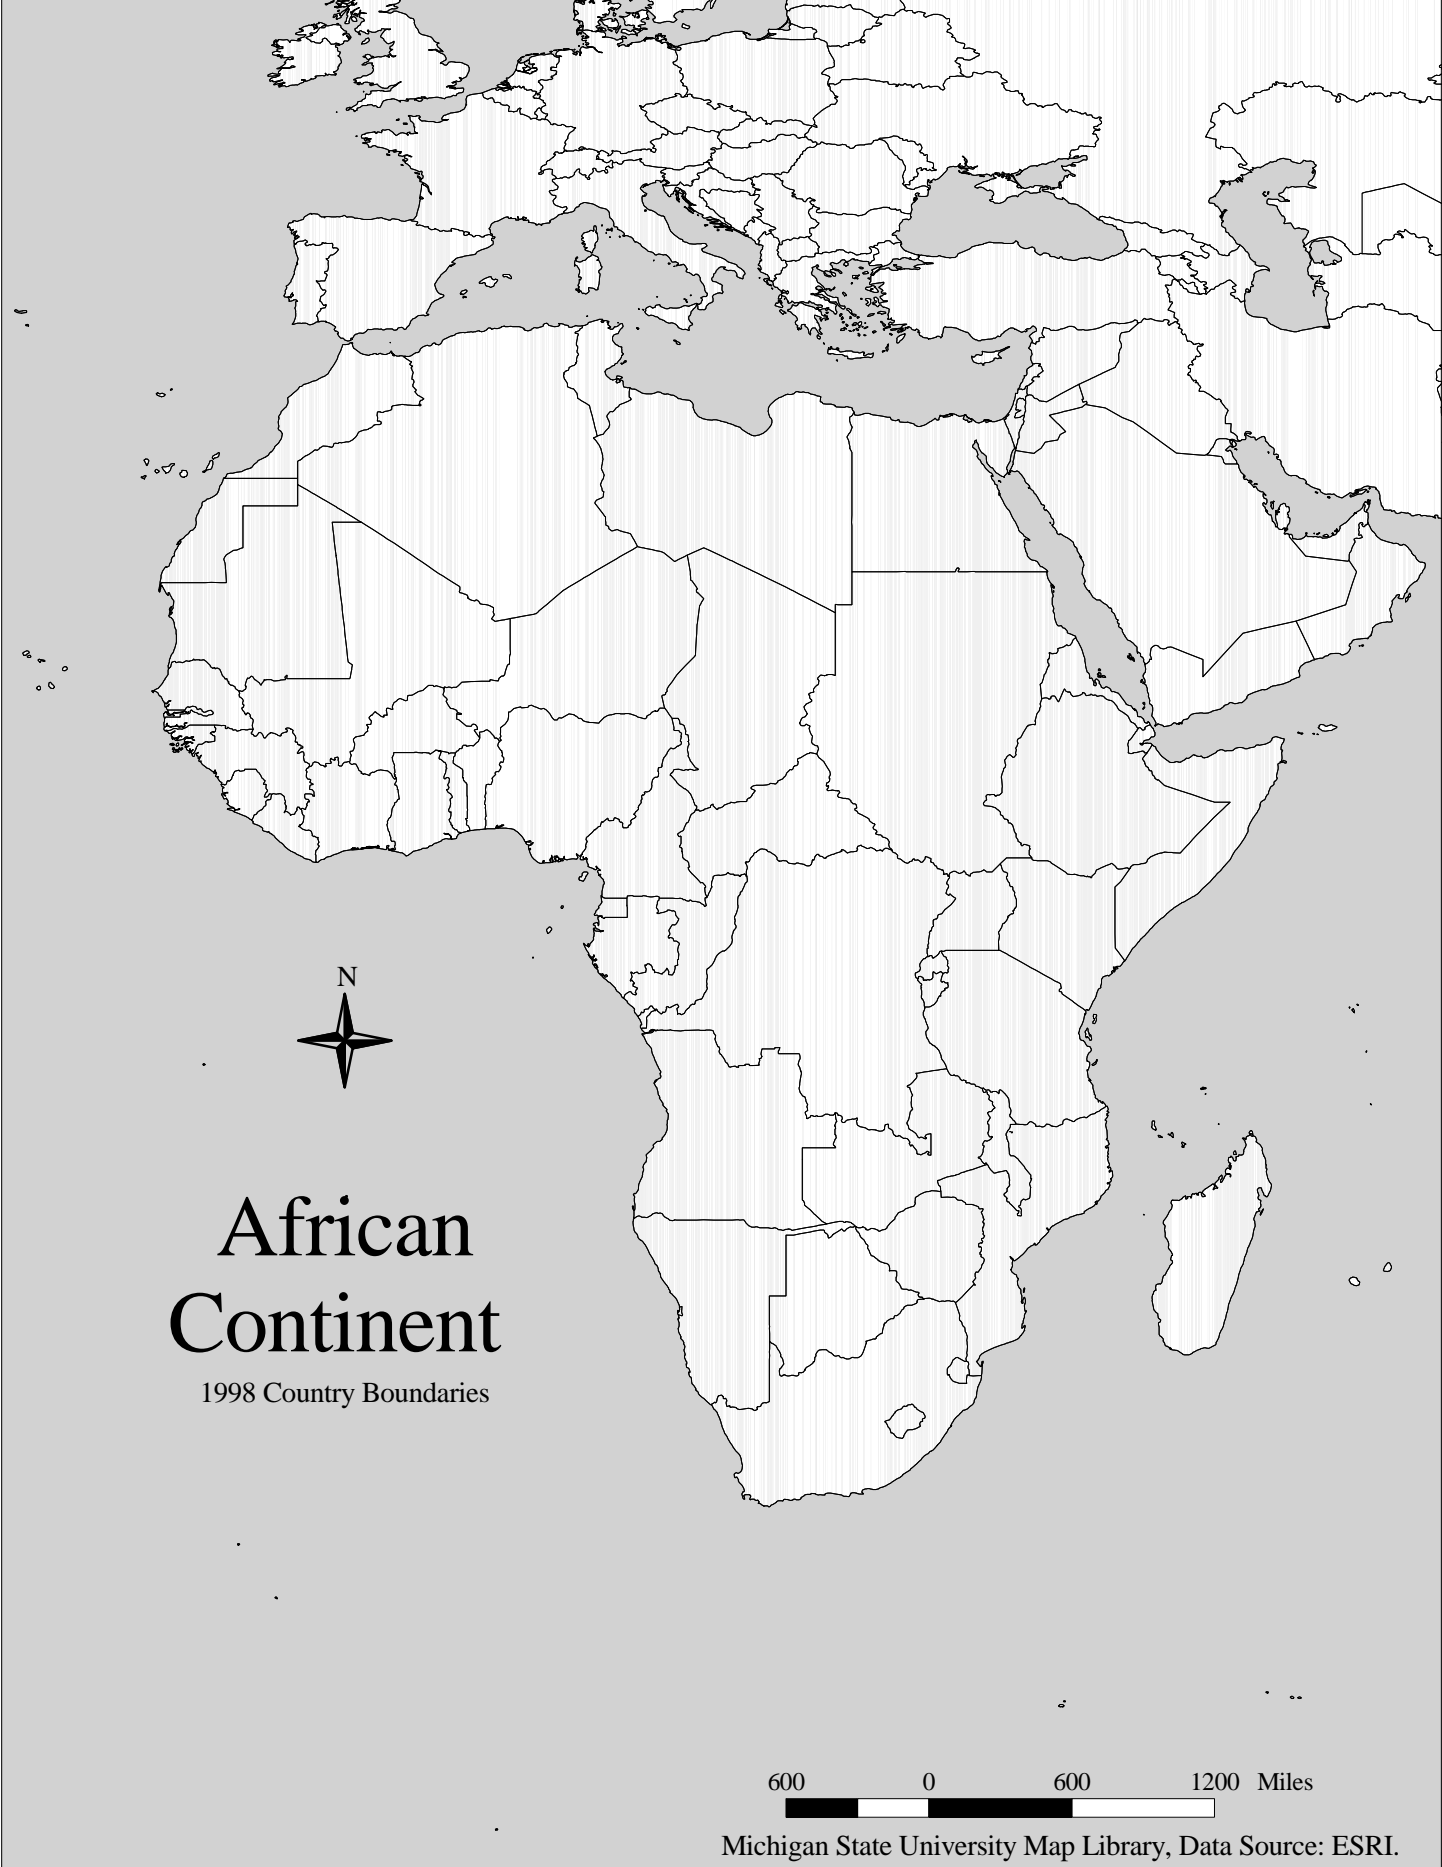 N
African
Continent
1998 Country Boundaries
600 0 600 1200 Miles
Michigan State University Map Library, Data Source: ESRI.